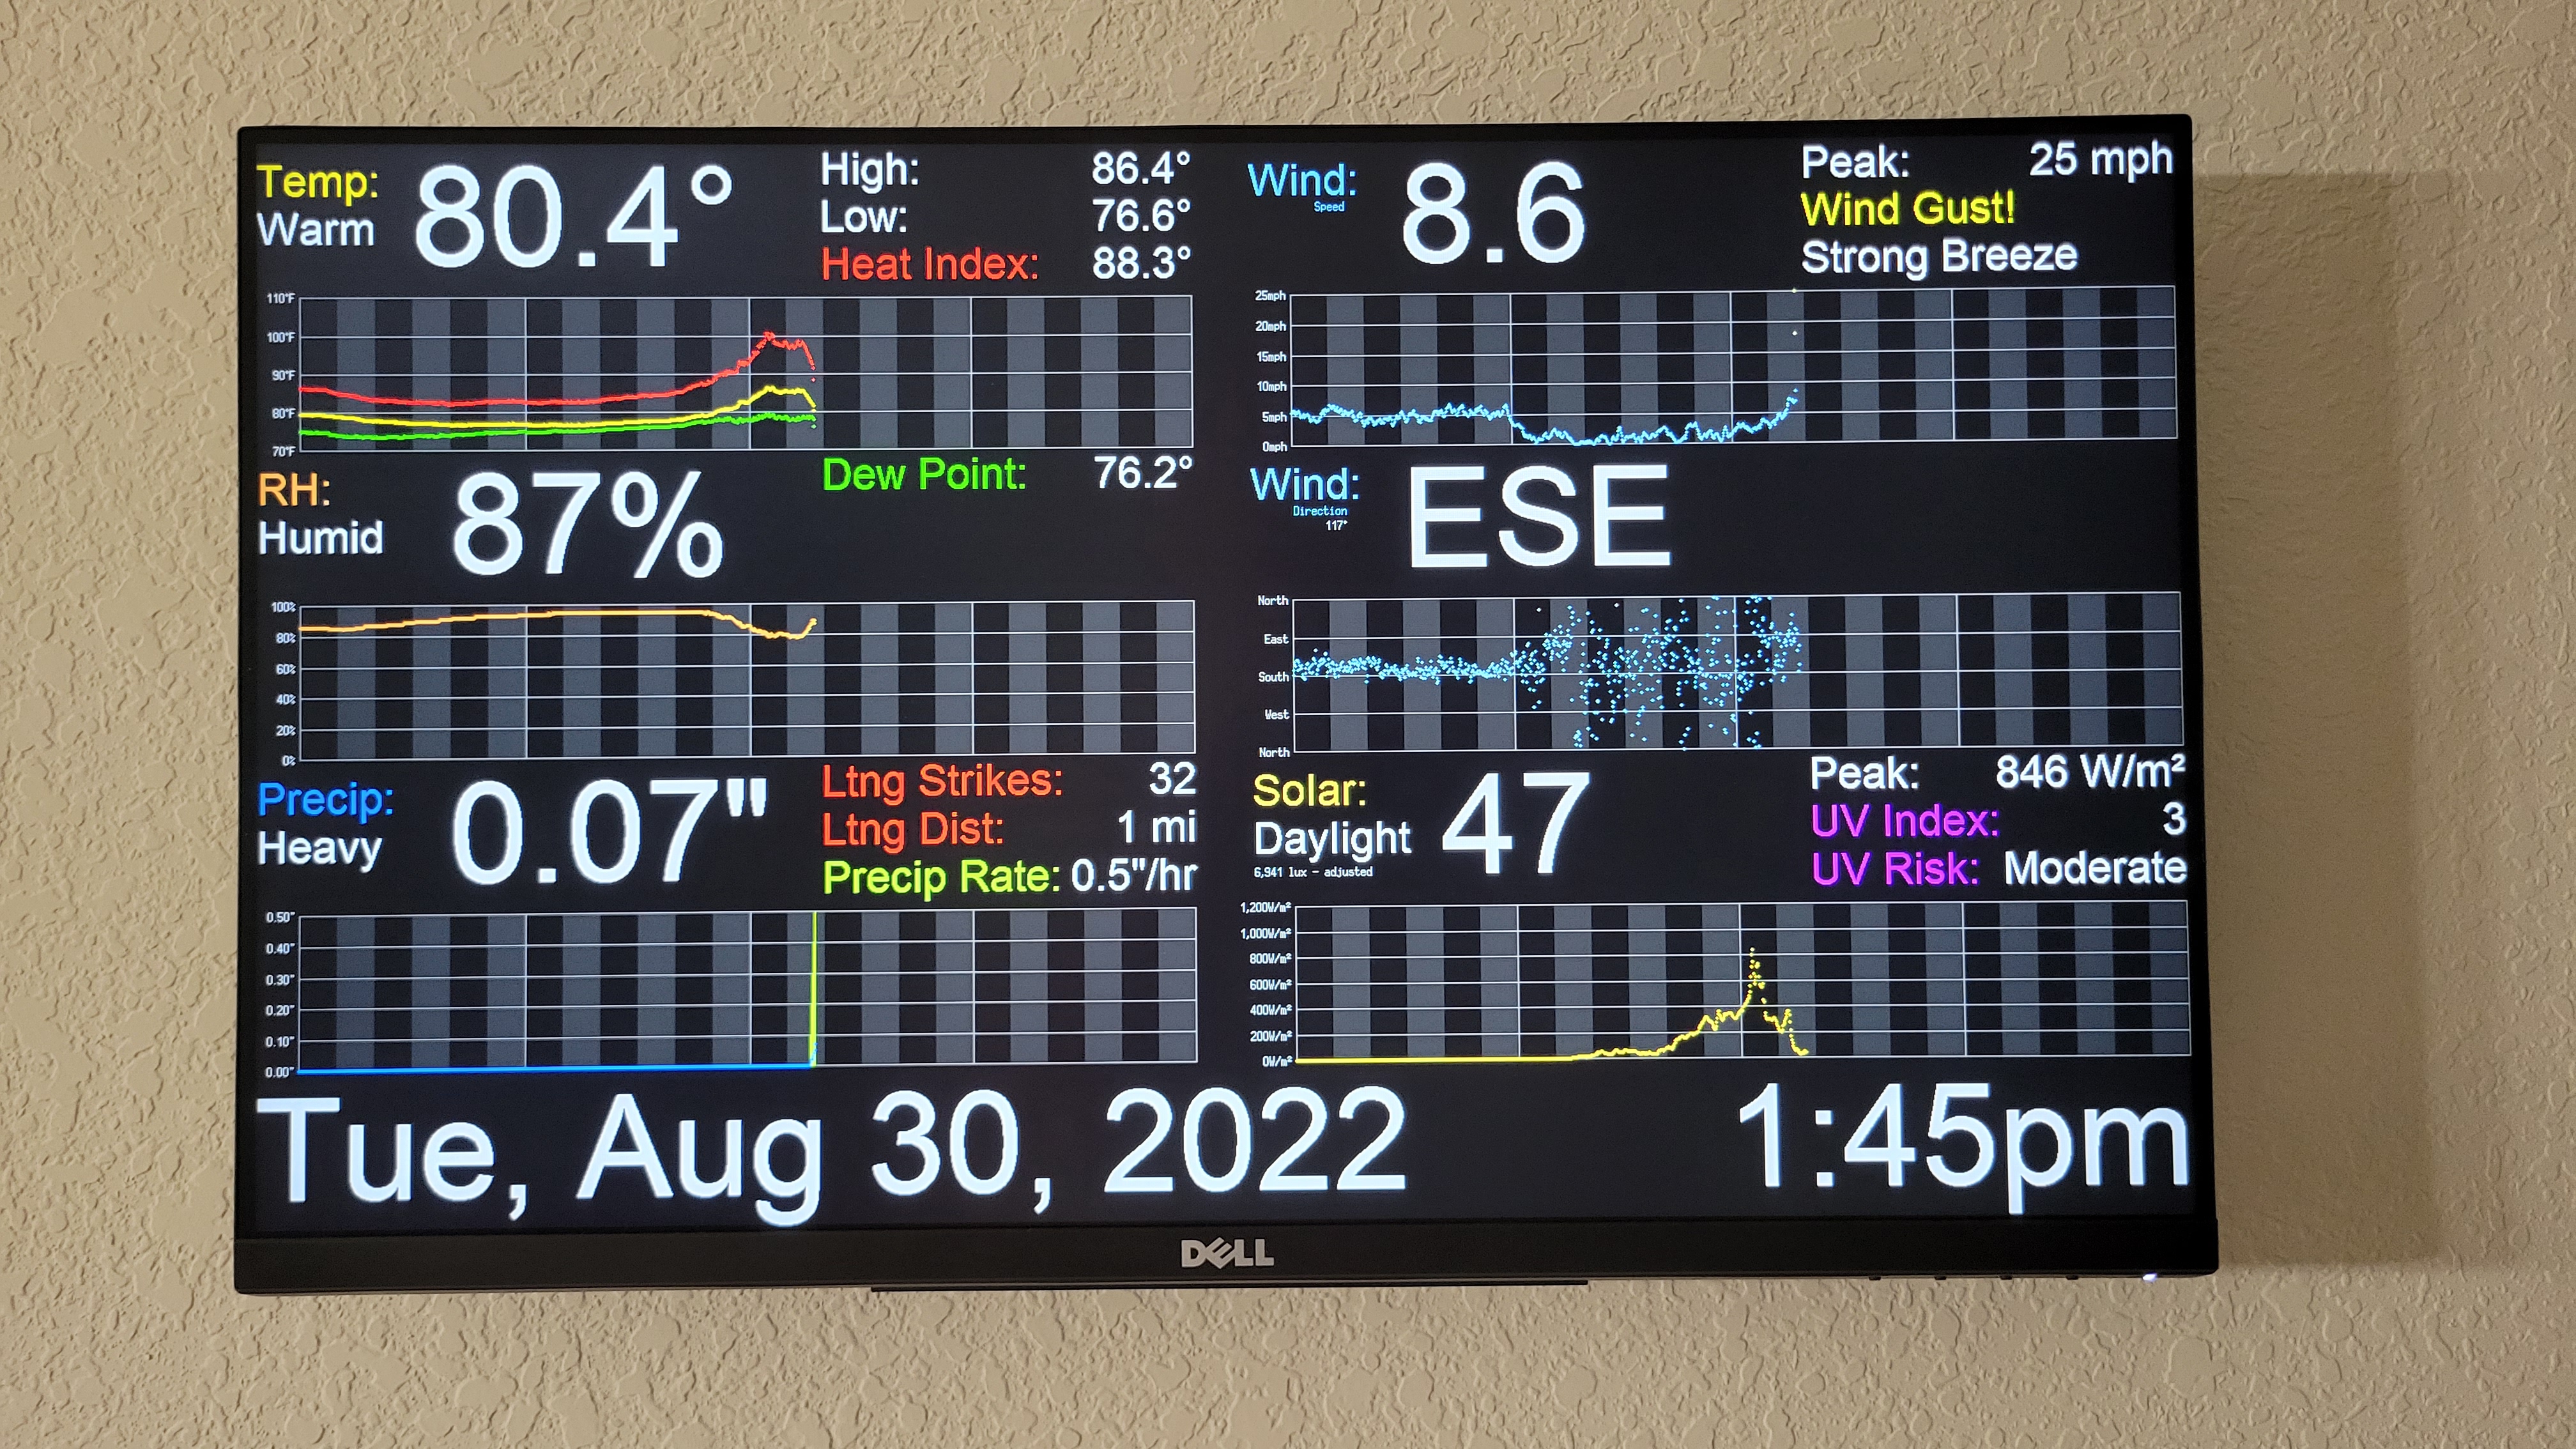 Temp: 80.4°
Warm
High: 86.4°
Low: 76.6°
Heat Index: 88.3°
110°F
100°F
90°F
80°F
70°F
Wind: 8.6
Speed
Peak: 25 mph
Wind Gust!
Strong Breeze
25mph
20mph
15mph
10mph
5mph
0mph
RH: 87%
Humid
Dew Point: 76.2°
100%
80%
60%
40%
20%
0%
Wind: ESE
Direction
117°
North
East
South
West
North
Precip: 0.07"
Heavy
Ltng Strikes: 32
Ltng Dist: 1 mi
Precip Rate: 0.5"/hr
0.50"
0.40"
0.30"
0.20"
0.10"
0.00"
Solar: 47
Daylight
6,941 lux - adjusted
Peak: 846 W/m²
UV Index: 3
UV Risk: Moderate
1,200W/m²
1,000W/m²
800W/m²
600W/m²
400W/m²
200W/m²
0W/m²
Tue, Aug 30, 2022 1:45pm
DELL